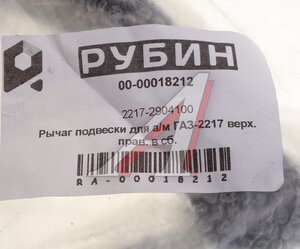 РУБИН
00-00018212
2217-2904100
Рычаг подвески для а/м ГАЗ-2217 верх.
прав. в сб.
RA-00018212